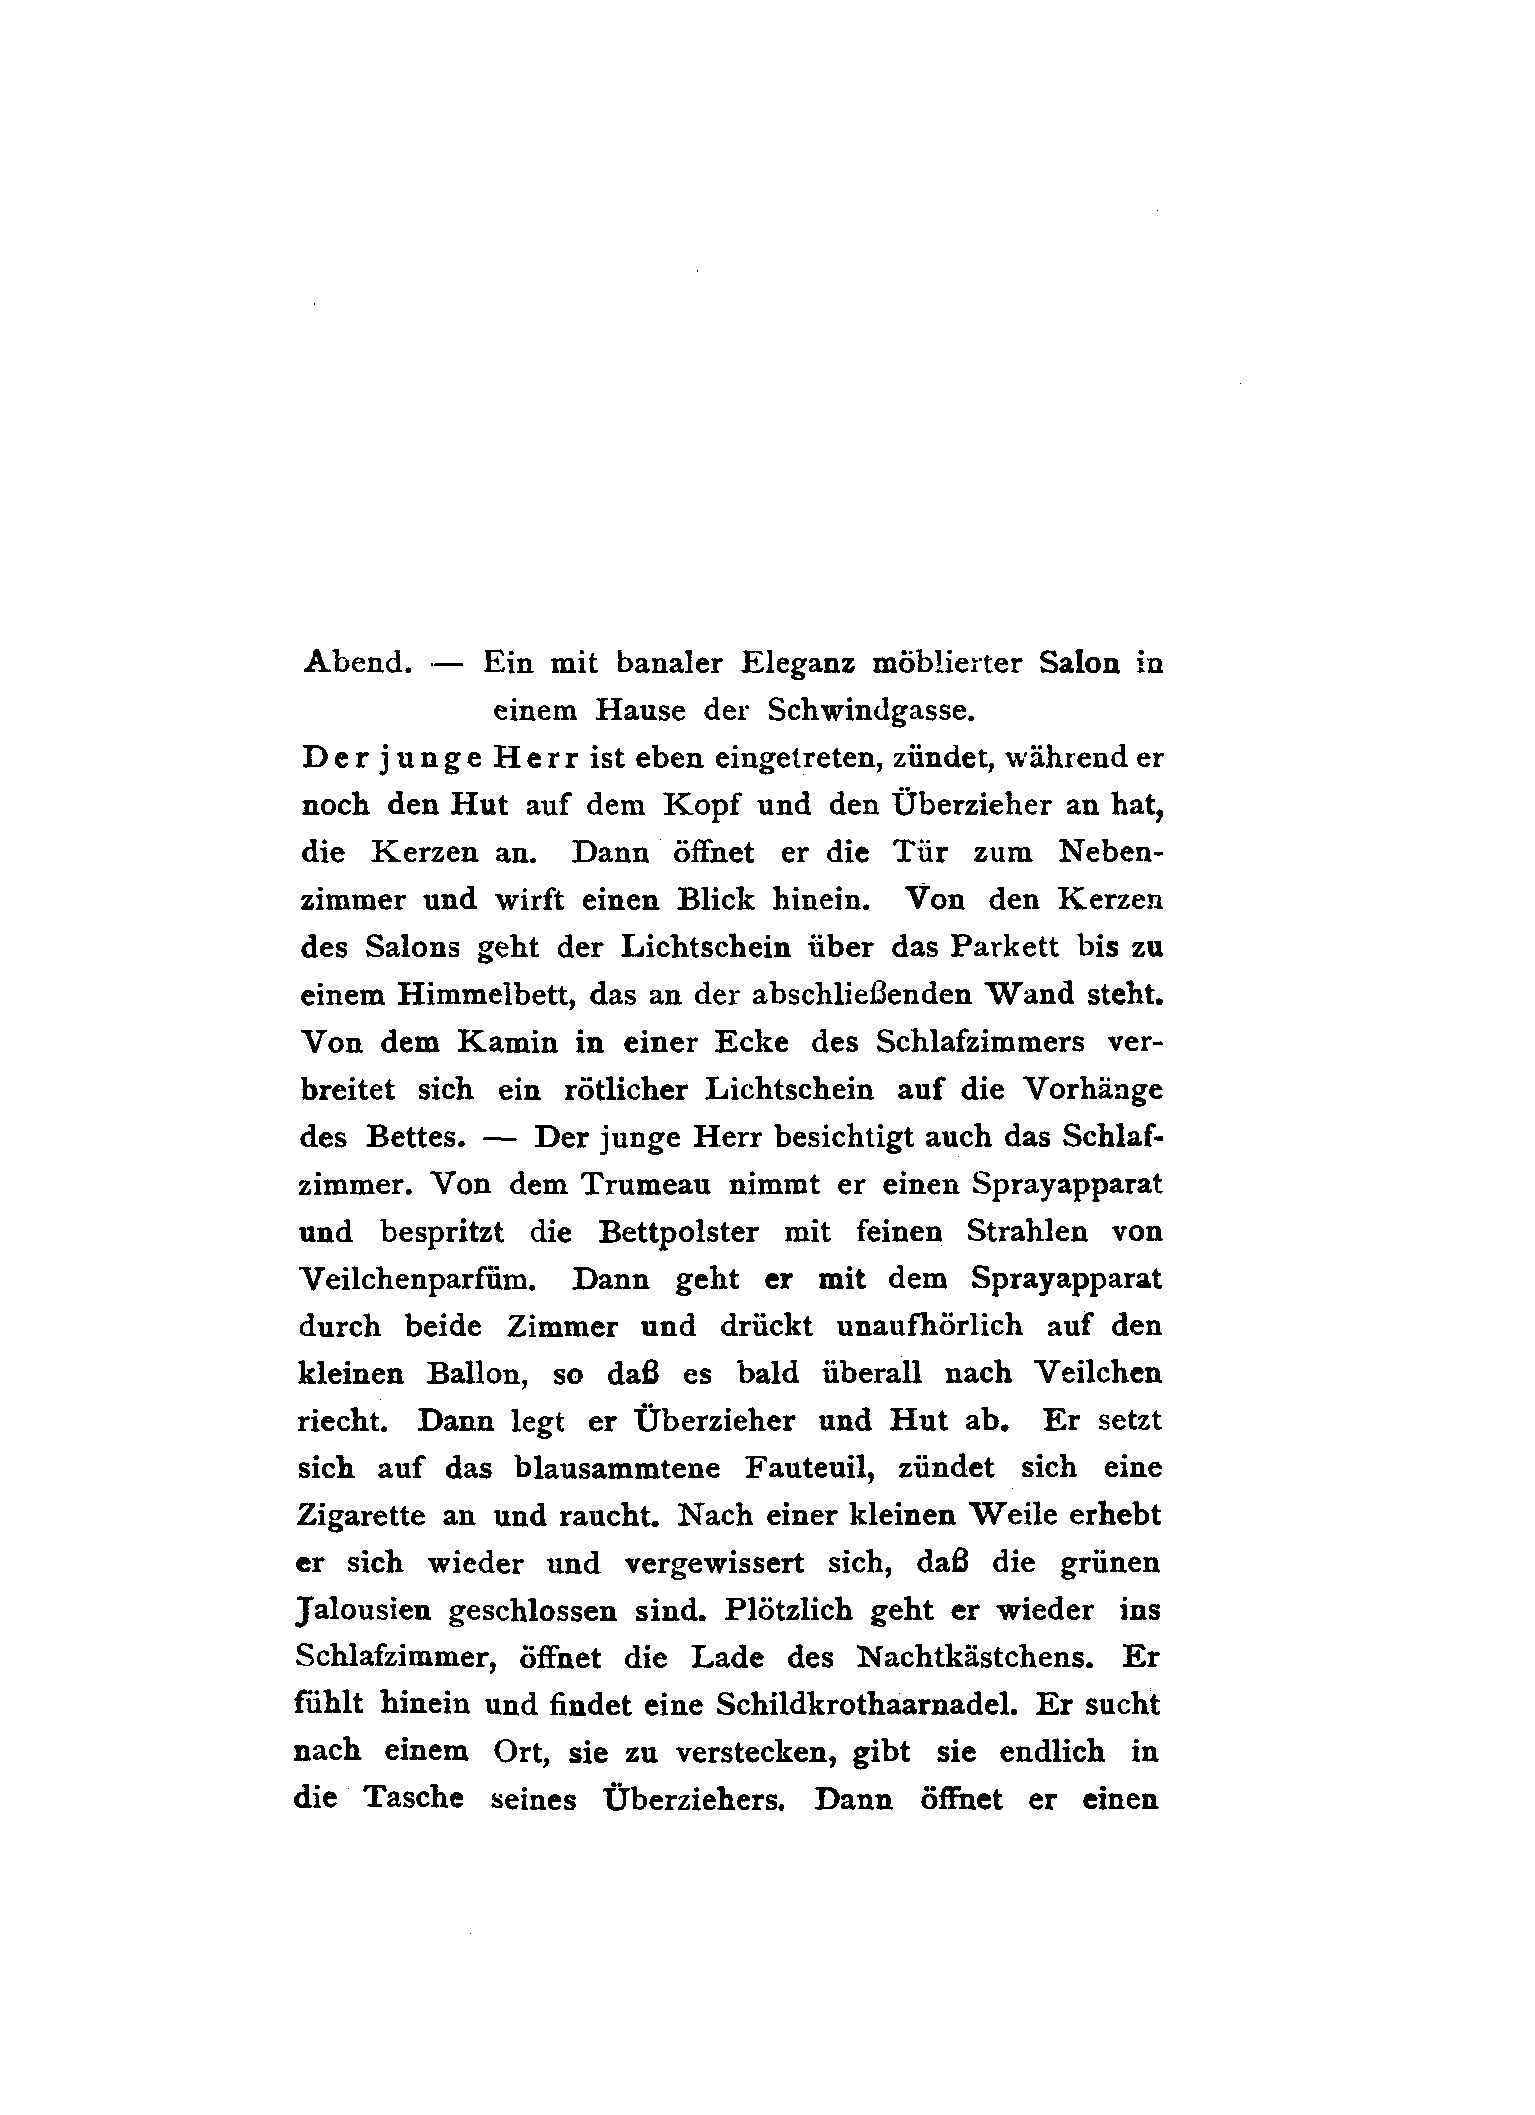 Abend. — Ein mit banaler Eleganz möblierter Salon in
einem Hause der Schwindgasse.
Der junge Herr ist eben eingetreten, zündet, während er
noch den Hut auf dem Kopf und den Überzieher an hat,
die Kerzen an. Dann öffnet er die Tür zum Neben-
zimmer und wirft einen Blick hinein. Von den Kerzen
des Salons geht der Lichtschein über das Parkett bis zu
einem Himmelbett, das an der abschließenden Wand steht.
Von dem Kamin in einer Ecke des Schlafzimmers ver-
breitet sich ein rötlicher Lichtschein auf die Vorhänge
des Bettes. — Der junge Herr besichtigt auch das Schlaf-
zimmer. Von dem Trumeau nimmt er einen Sprayapparat
und bespritzt die Bettpolster mit feinen Strahlen von
Veilchenparfüm. Dann geht er mit dem Sprayapparat
durch beide Zimmer und drückt unaufhörlich auf den
kleinen Ballon, so daß es bald überall nach Veilchen
riecht. Dann legt er Überzieher und Hut ab. Er setzt
sich auf das blausammtene Fauteuil, zündet sich eine
Zigarette an und raucht. Nach einer kleinen Weile erhebt
er sich wieder und vergewissert sich, daß die grünen
Jalousien geschlossen sind. Plötzlich geht er wieder ins
Schlafzimmer, öffnet die Lade des Nachtkästchens. Er
fühlt hinein und findet eine Schildkrothaarnadel. Er sucht
nach einem Ort, sie zu verstecken, gibt sie endlich in
die Tasche seines Überziehers. Dann öffnet er einen